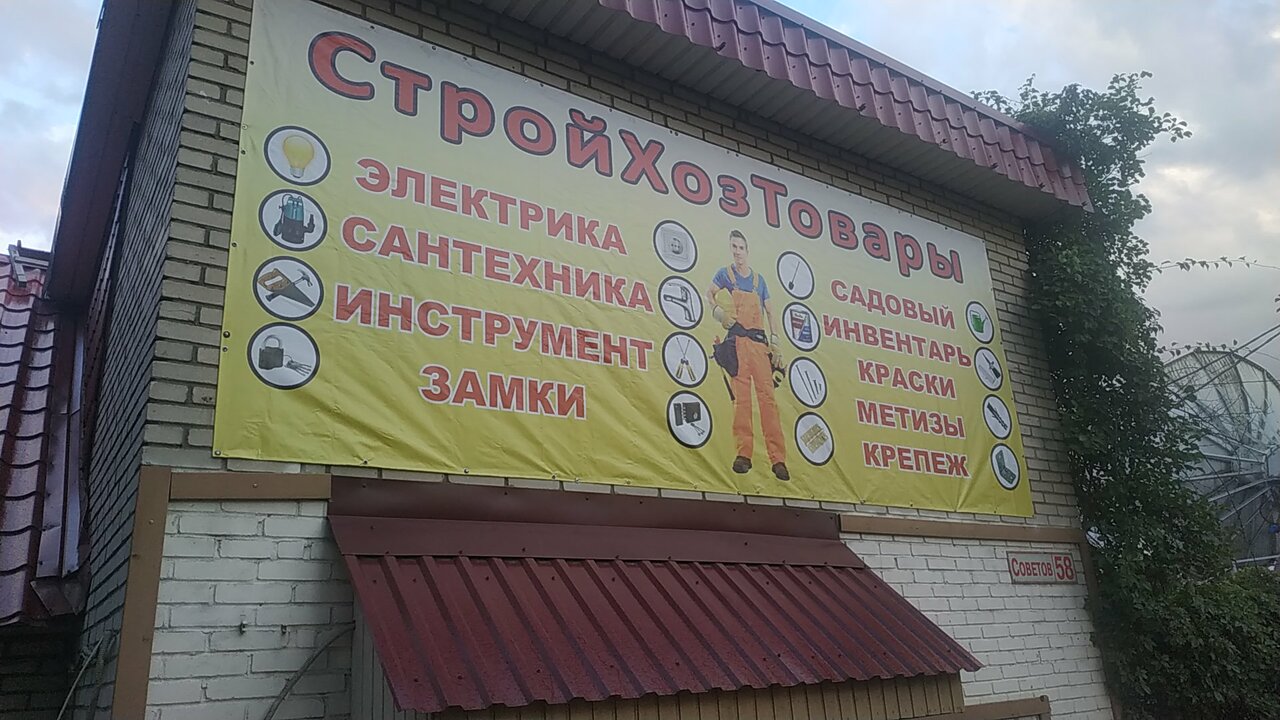 СтройХозТовары
ЭЛЕКТРИКА
САНТЕХНИКА
ИНСТРУМЕНТ
ЗАМКИ
САДОВЫЙ
ИНВЕНТАРЬ
КРАСКИ
МЕТИЗЫ
КРЕПЕЖ
Советов 58